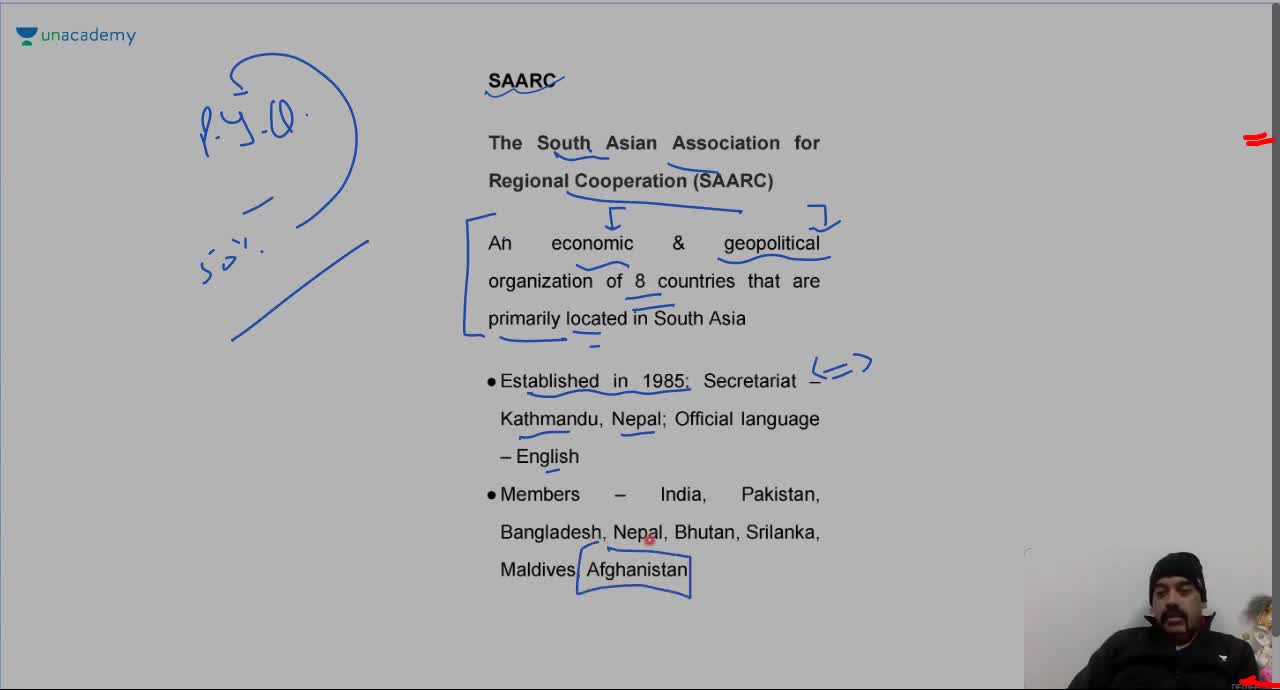 unacademy
P.Y.Q.
50%.
SAARC
The South Asian Association for
Regional Cooperation (SAARC)
An economic & geopolitical
organization of 8 countries that are
primarily located in South Asia
● Established in 1985; Secretariat –
Kathmandu, Nepal; Official language
– English
● Members – India, Pakistan,
Bangladesh, Nepal, Bhutan, Srilanka,
Maldives, Afghanistan